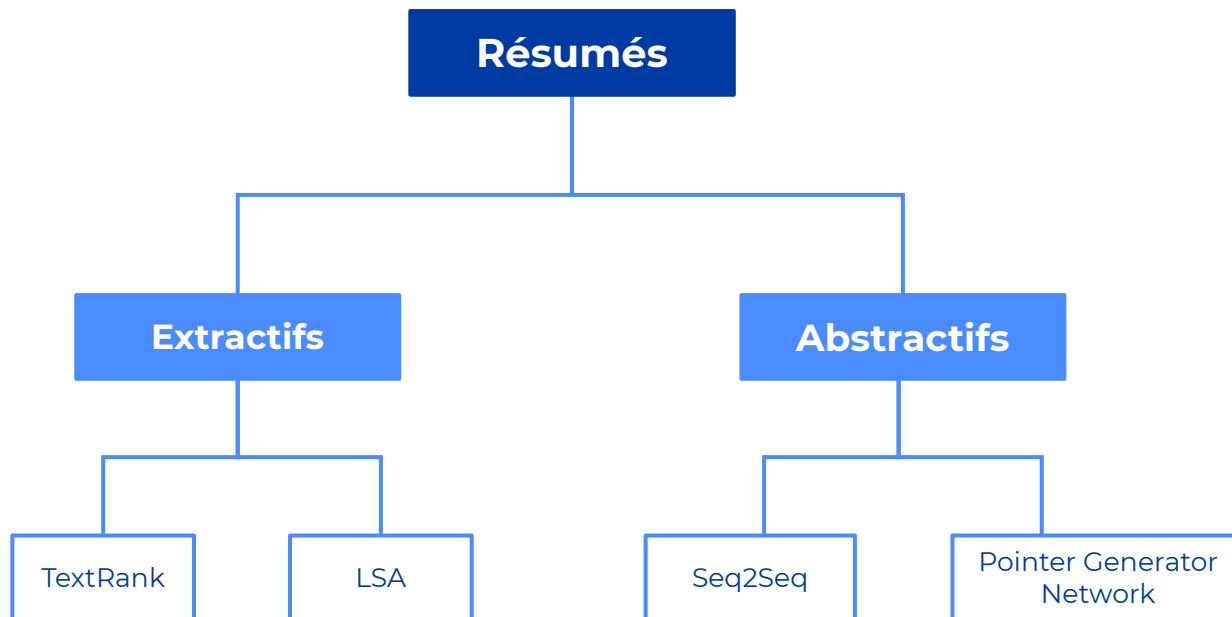 Résumés
Extractifs
Abstractifs
TextRank
LSA
Seq2Seq
Pointer Generator
Network